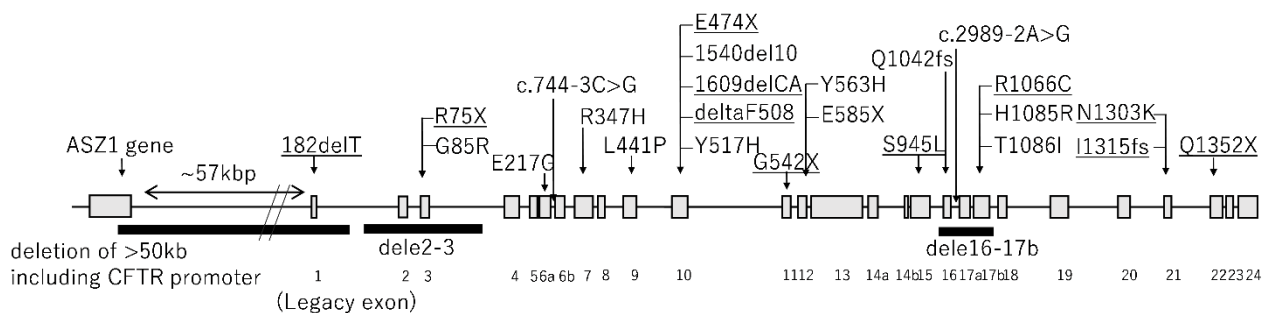 E474X
1540del10
1609delCA
deltaF508
Y517H
c.2989-2A>G
Q1042fs
c.744-3C>G
Y563H
E585X
R1066C
H1085R
T1086I
R75X
G85R
R347H
N1303K
I1315fs
ASZ1 gene
182delT
E217G
L441P
G542X
S945L
Q1352X
~57kbp
deletion of >50kb
including CFTR promoter
dele2-3
dele16-17b
1 2 3 4 5 6a 6b 7 8 9 10 11 12 13 14a 14b 15 16 17a 17b 18 19 20 21 22 23 24
(Legacy exon)